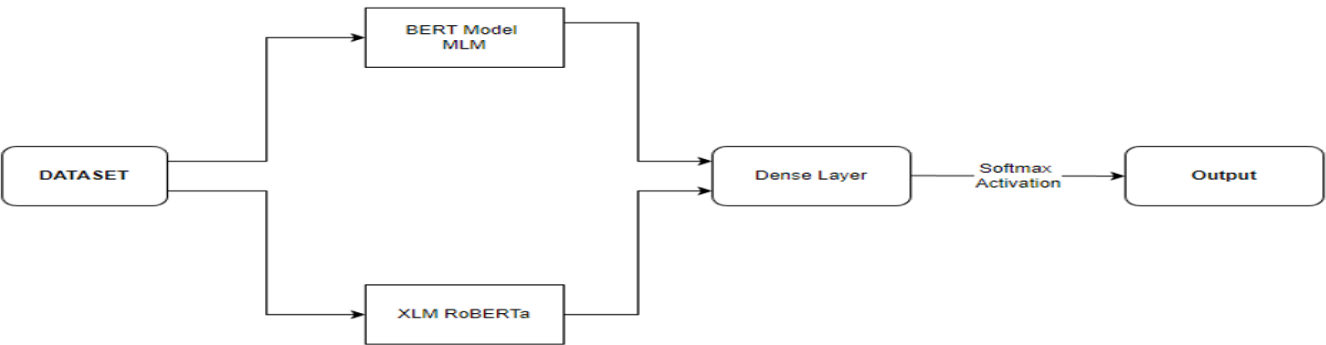 BERT Model
MLM
DATASET
Dense Layer
Softmax
Activation
Output
XLM RoBERTa